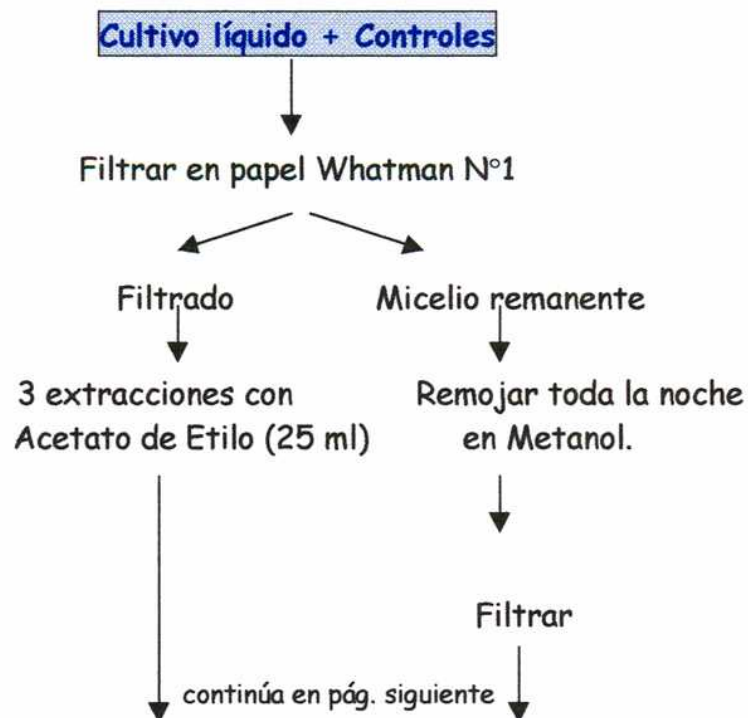 Cultivo líquido + Controles
Filtrar en papel Whatman N°1
Filtrado
Micelio remanente
3 extracciones con
Acetato de Etilo (25 ml)
Remojar toda la noche
en Metanol.
Filtrar
continúa en pág. siguiente